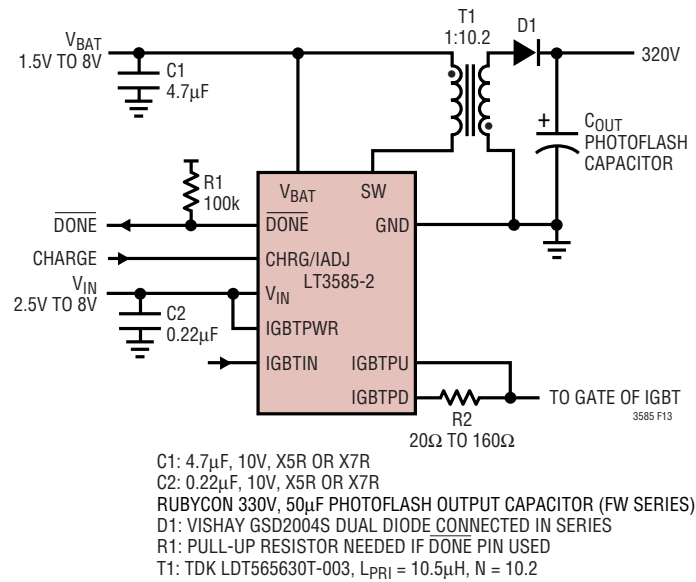 T1
1:10.2
D1
V_BAT
1.5V TO 8V
C1
4.7µF
320V
+
C_OUT
PHOTOFLASH
CAPACITOR
R1
100k
V_BAT
SW
D̅O̅N̅E̅
D̅O̅N̅E̅
GND
CHARGE
CHRG/IADJ
LT3585-2
V_IN
2.5V TO 8V
V_IN
C2
0.22µF
IGBTPWR
IGBTIN
IGBTPU
IGBTPD
TO GATE OF IGBT
3585 F13
R2
20Ω TO 160Ω
C1: 4.7µF, 10V, X5R OR X7R
C2: 0.22µF, 10V, X5R OR X7R
RUBYCON 330V, 50µF PHOTOFLASH OUTPUT CAPACITOR (FW SERIES)
D1: VISHAY GSD2004S DUAL DIODE CONNECTED IN SERIES
R1: PULL-UP RESISTOR NEEDED IF D̅O̅N̅E̅ PIN USED
T1: TDK LDT565630T-003, L_PRI = 10.5µH, N = 10.2